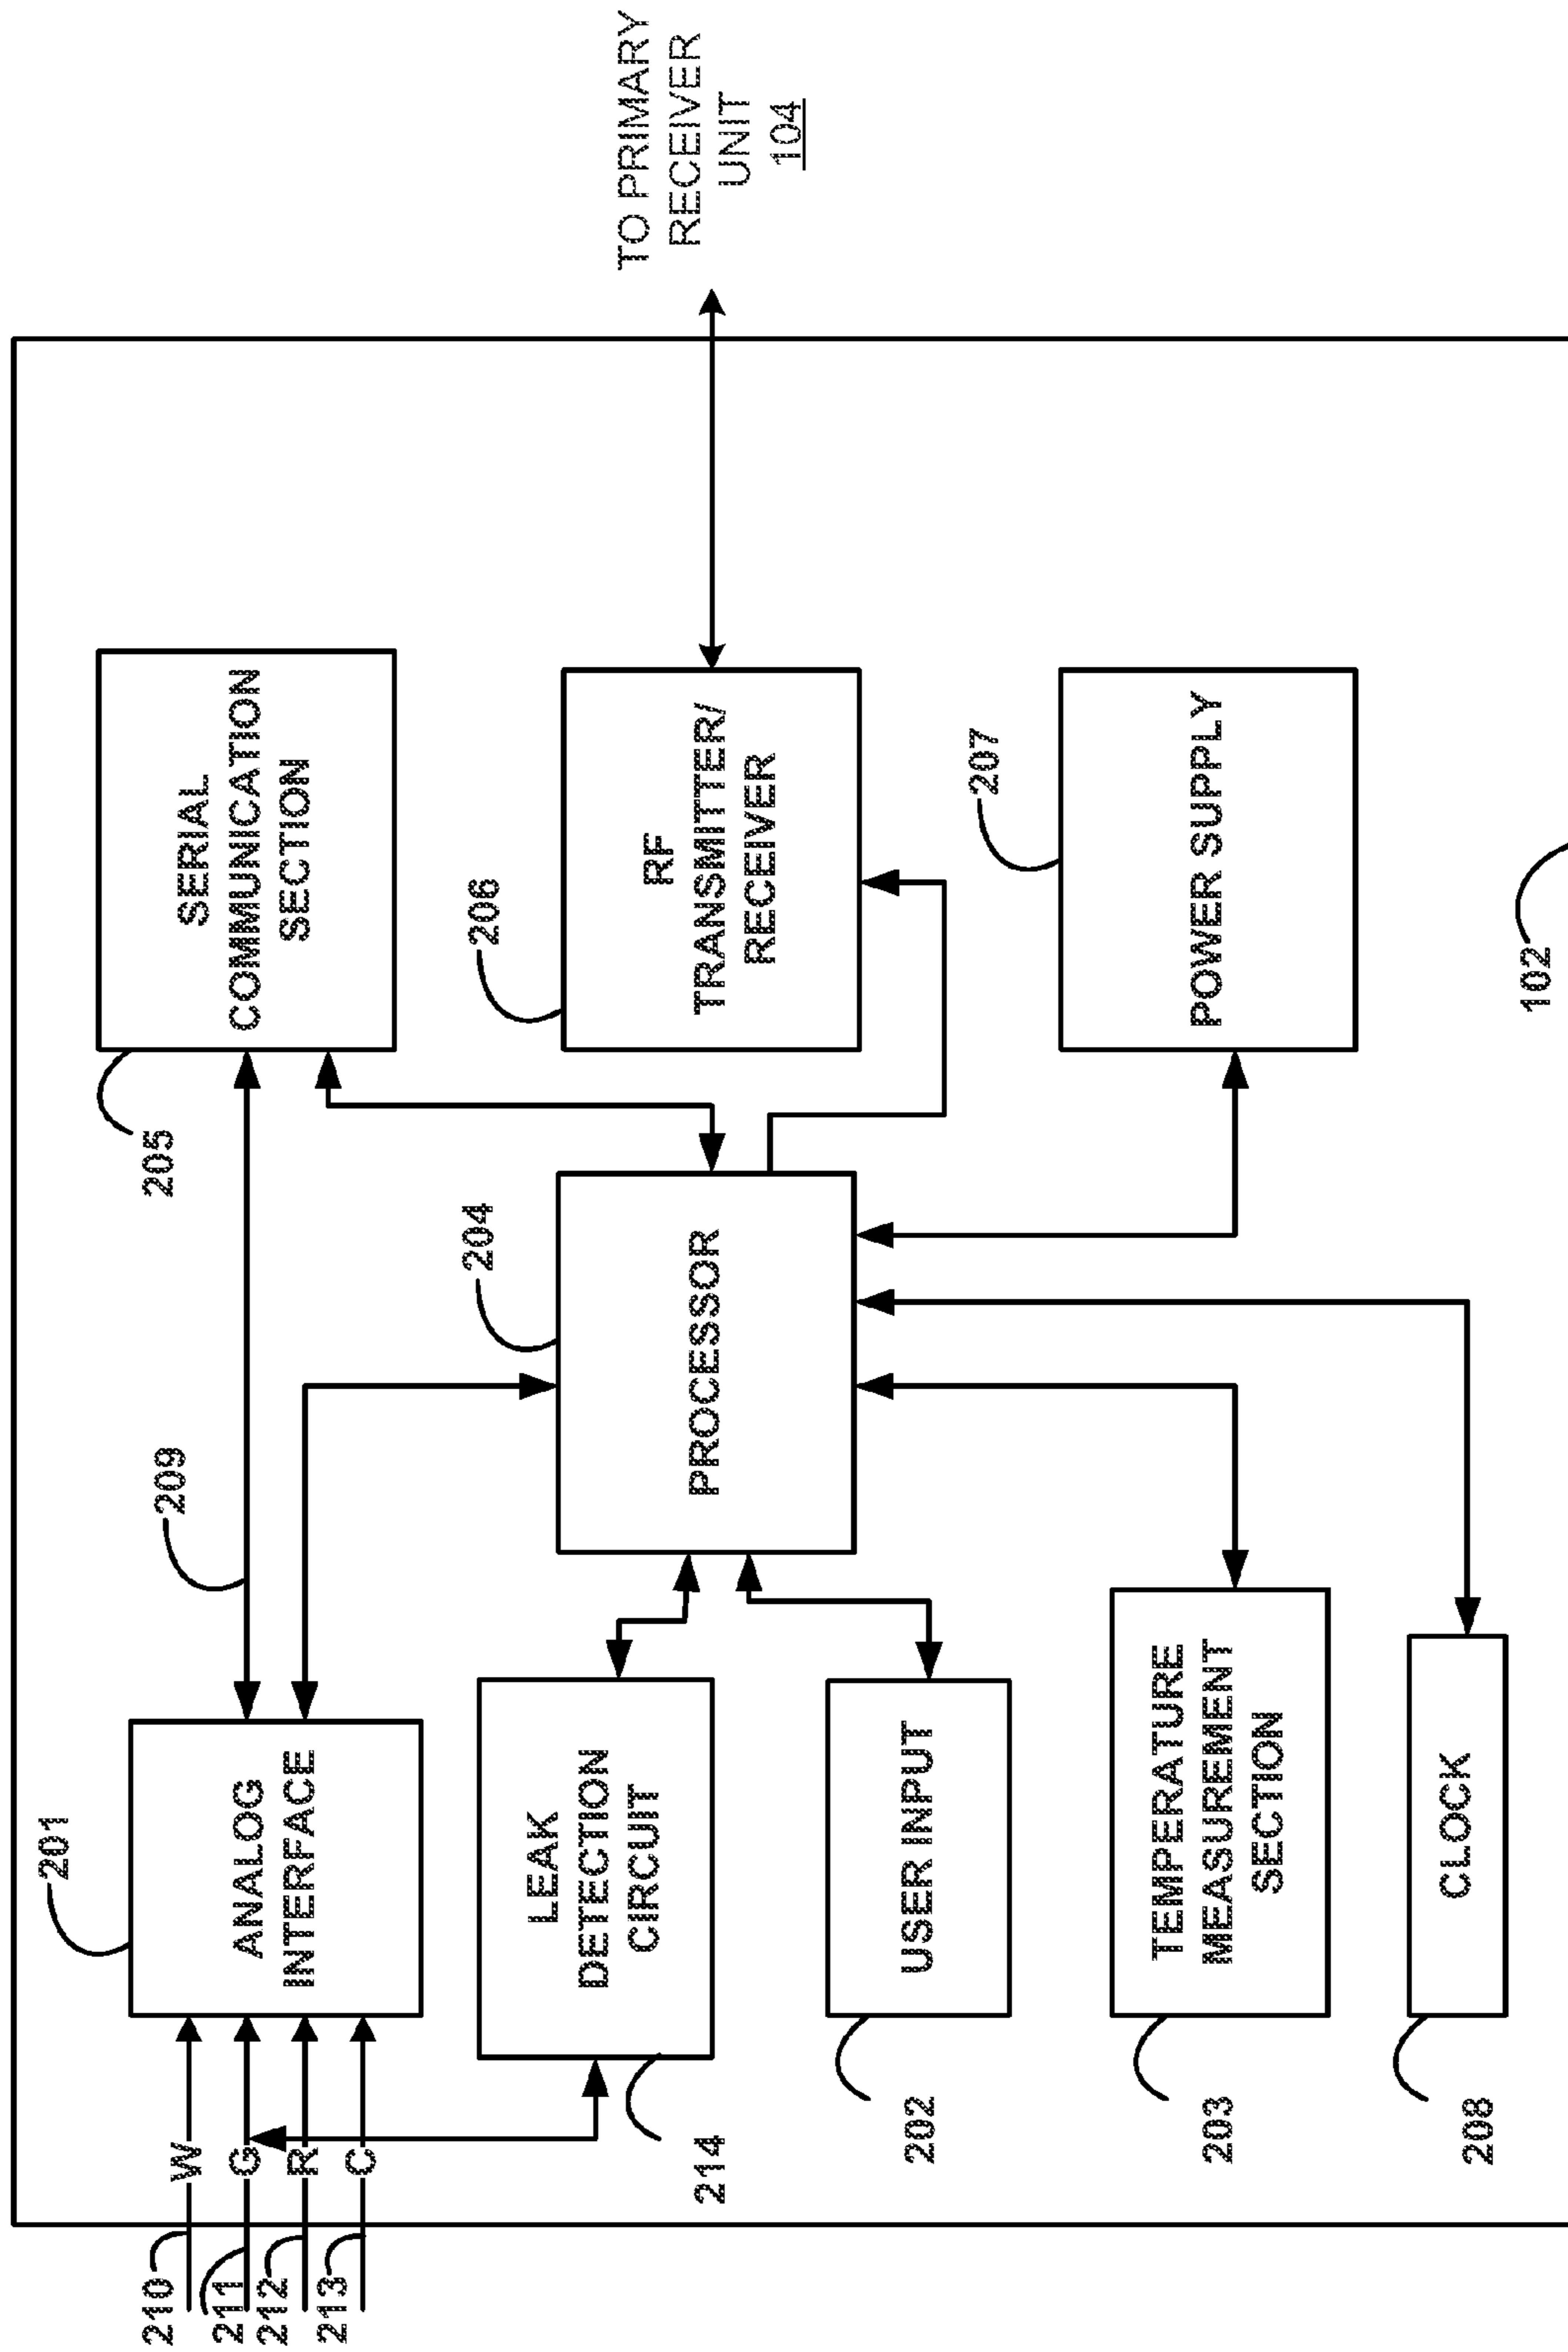 210
W
211
G
212
R
213
C
201
ANALOG
INTERFACE
209
205
SERIAL
COMMUNICATION
SECTION
214
LEAK
DETECTION
CIRCUIT
204
PROCESSOR
206
RF
TRANSMITTER/
RECEIVER
TO PRIMARY
RECEIVER
UNIT
104
202
USER INPUT
207
POWER SUPPLY
203
TEMPERATURE
MEASUREMENT
SECTION
208
CLOCK
102